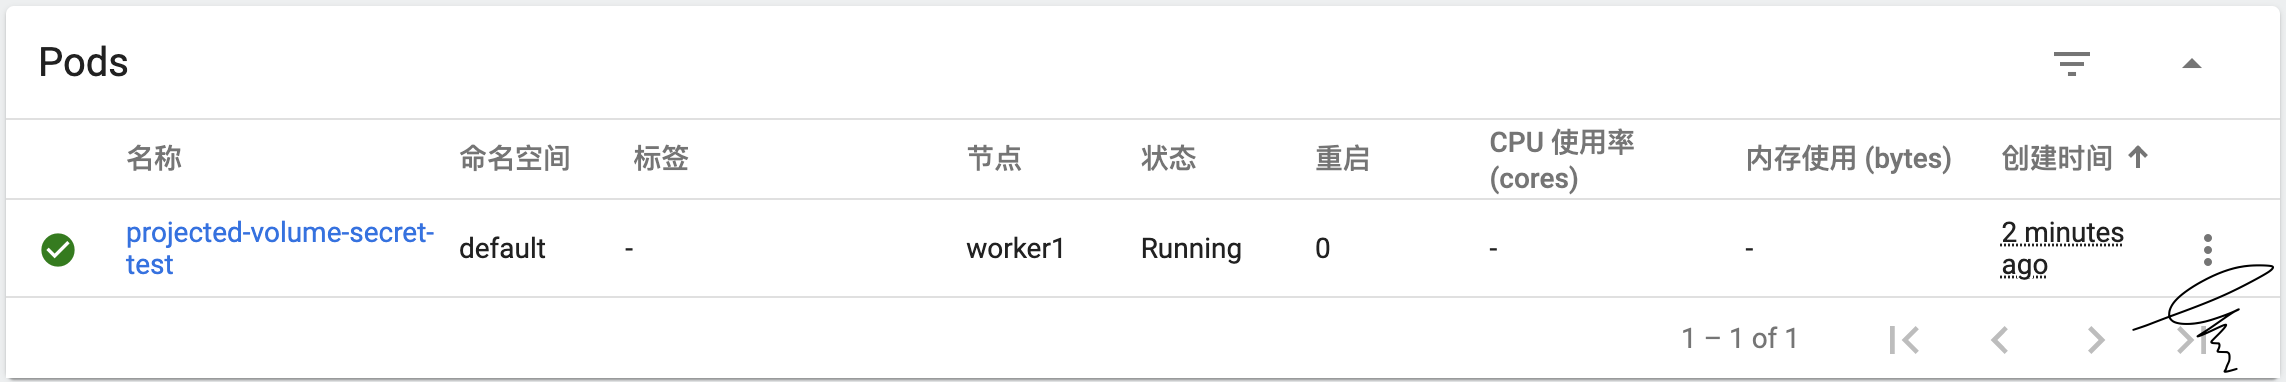 Pods
名称 命名空间 标签 节点 状态 重启 CPU 使用率 (cores) 内存使用 (bytes) 创建时间
projected-volume-secret-test default - worker1 Running 0 - - 2 minutes ago
1 – 1 of 1